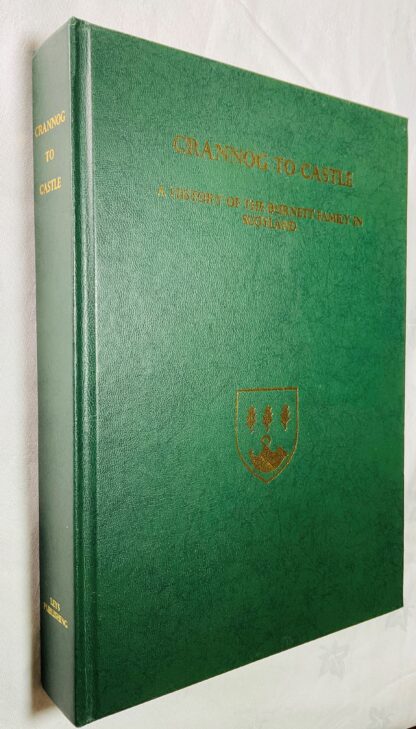 CRANNOG
TO
CASTLE
LEYS
PUBLISHING
CRANNOG TO CASTLE
A HISTORY OF THE BURNETT FAMILY IN
SCOTLAND